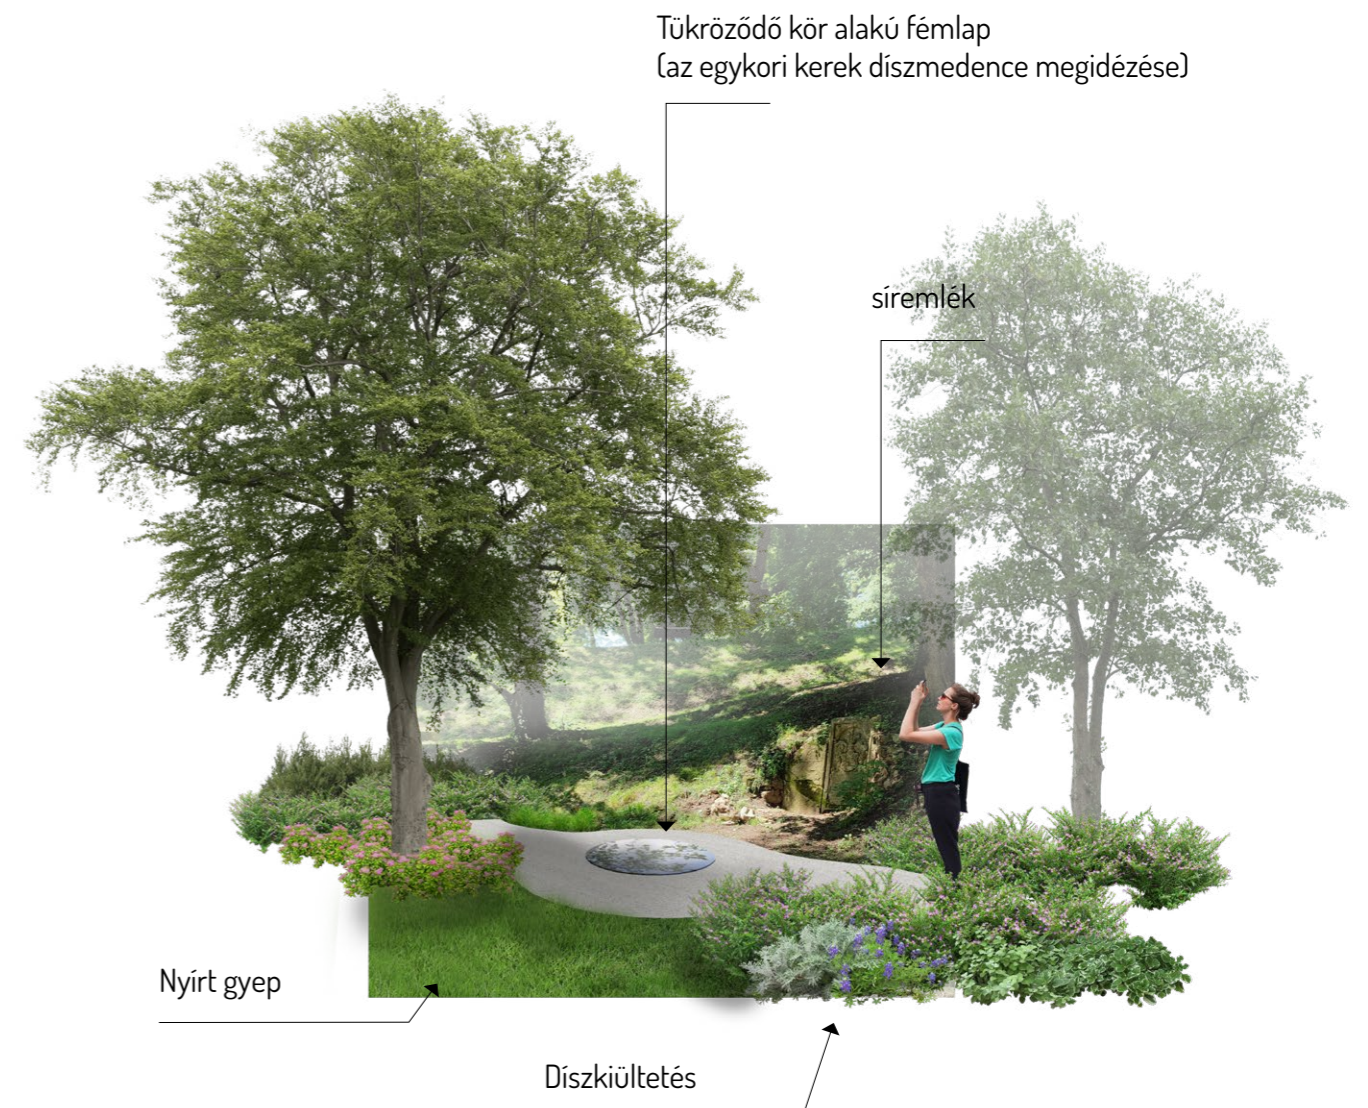 Tükröződő kör alakú fémlap
(az egykori kerek díszmedence megidézése)
síremlék
Nyírt gyep
Díszkiültetés